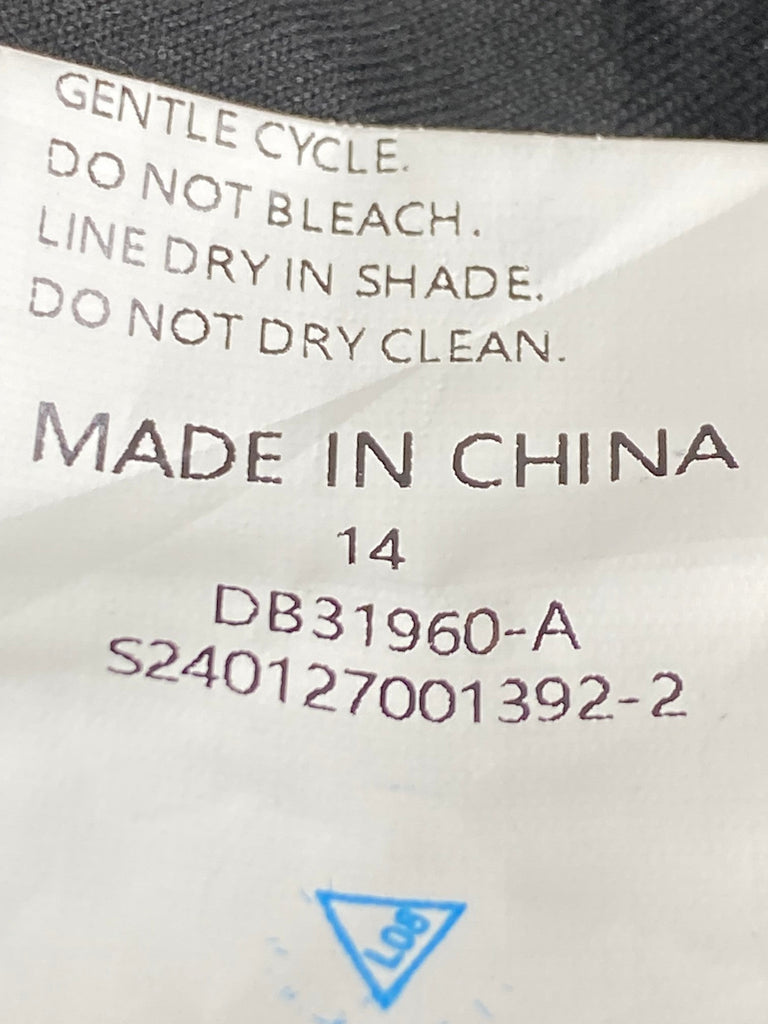 GENTLE CYCLE.
DO NOT BLEACH.
LINE DRY IN SHADE.
DO NOT DRY CLEAN.
MADE IN CHINA
14
DB31960-A
S240127001392-2
L08